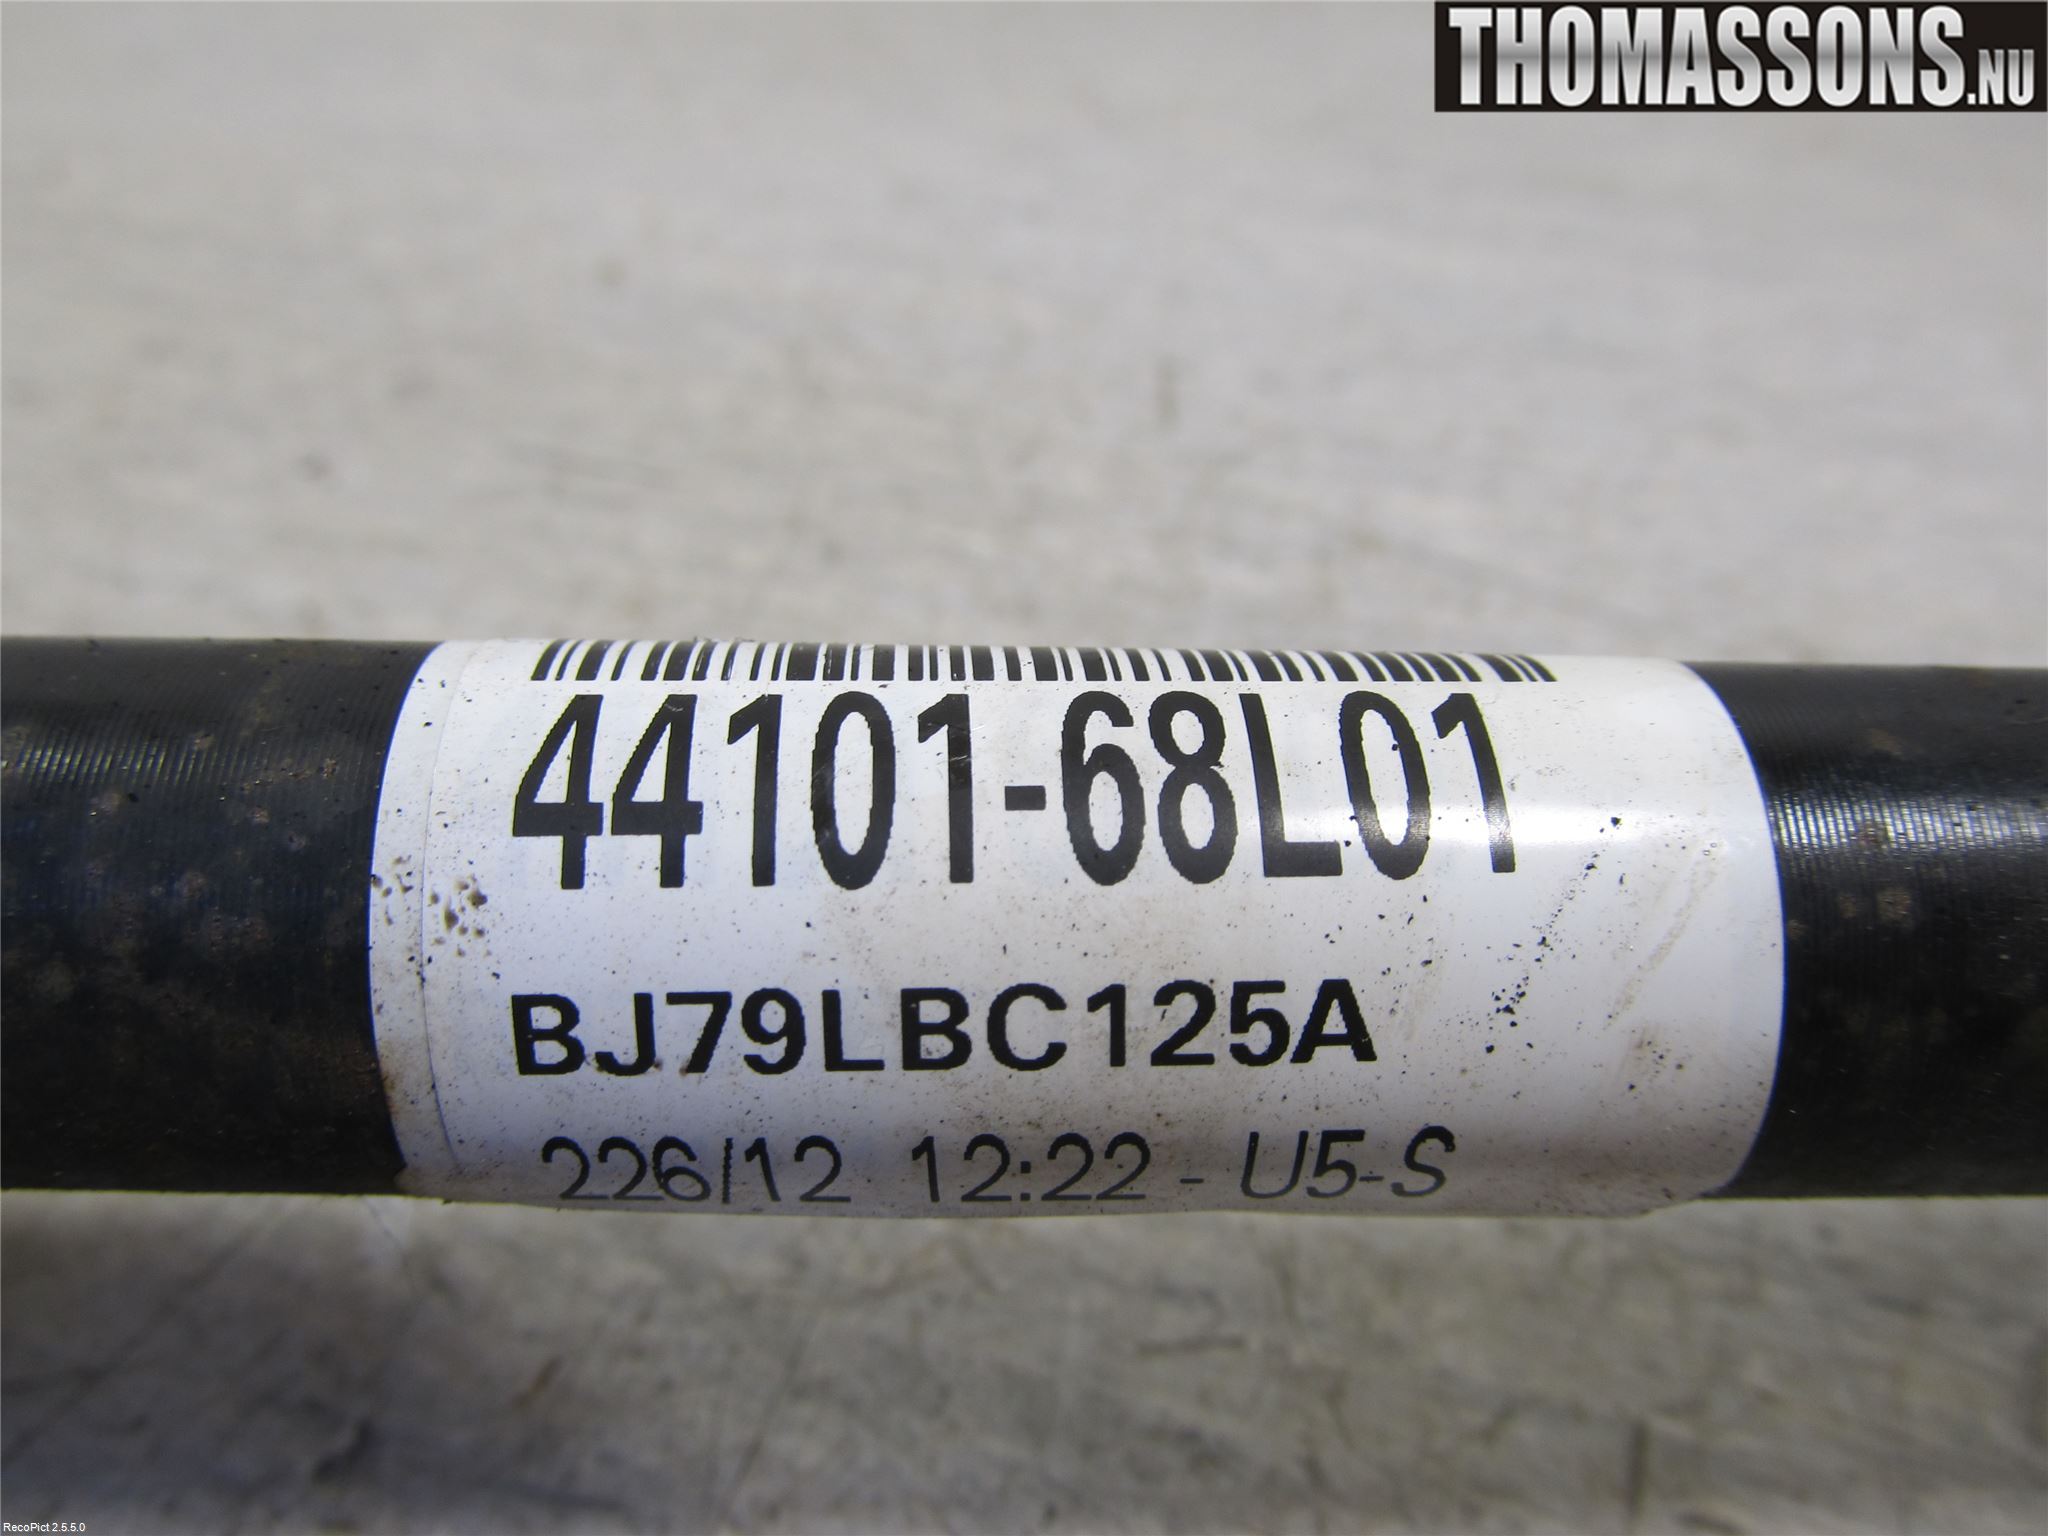 THOMASSONS.NU
44101-68L01
BJ79LBC125A
226/12 12:22 - U5-S
RecoPict 2.5.5.0